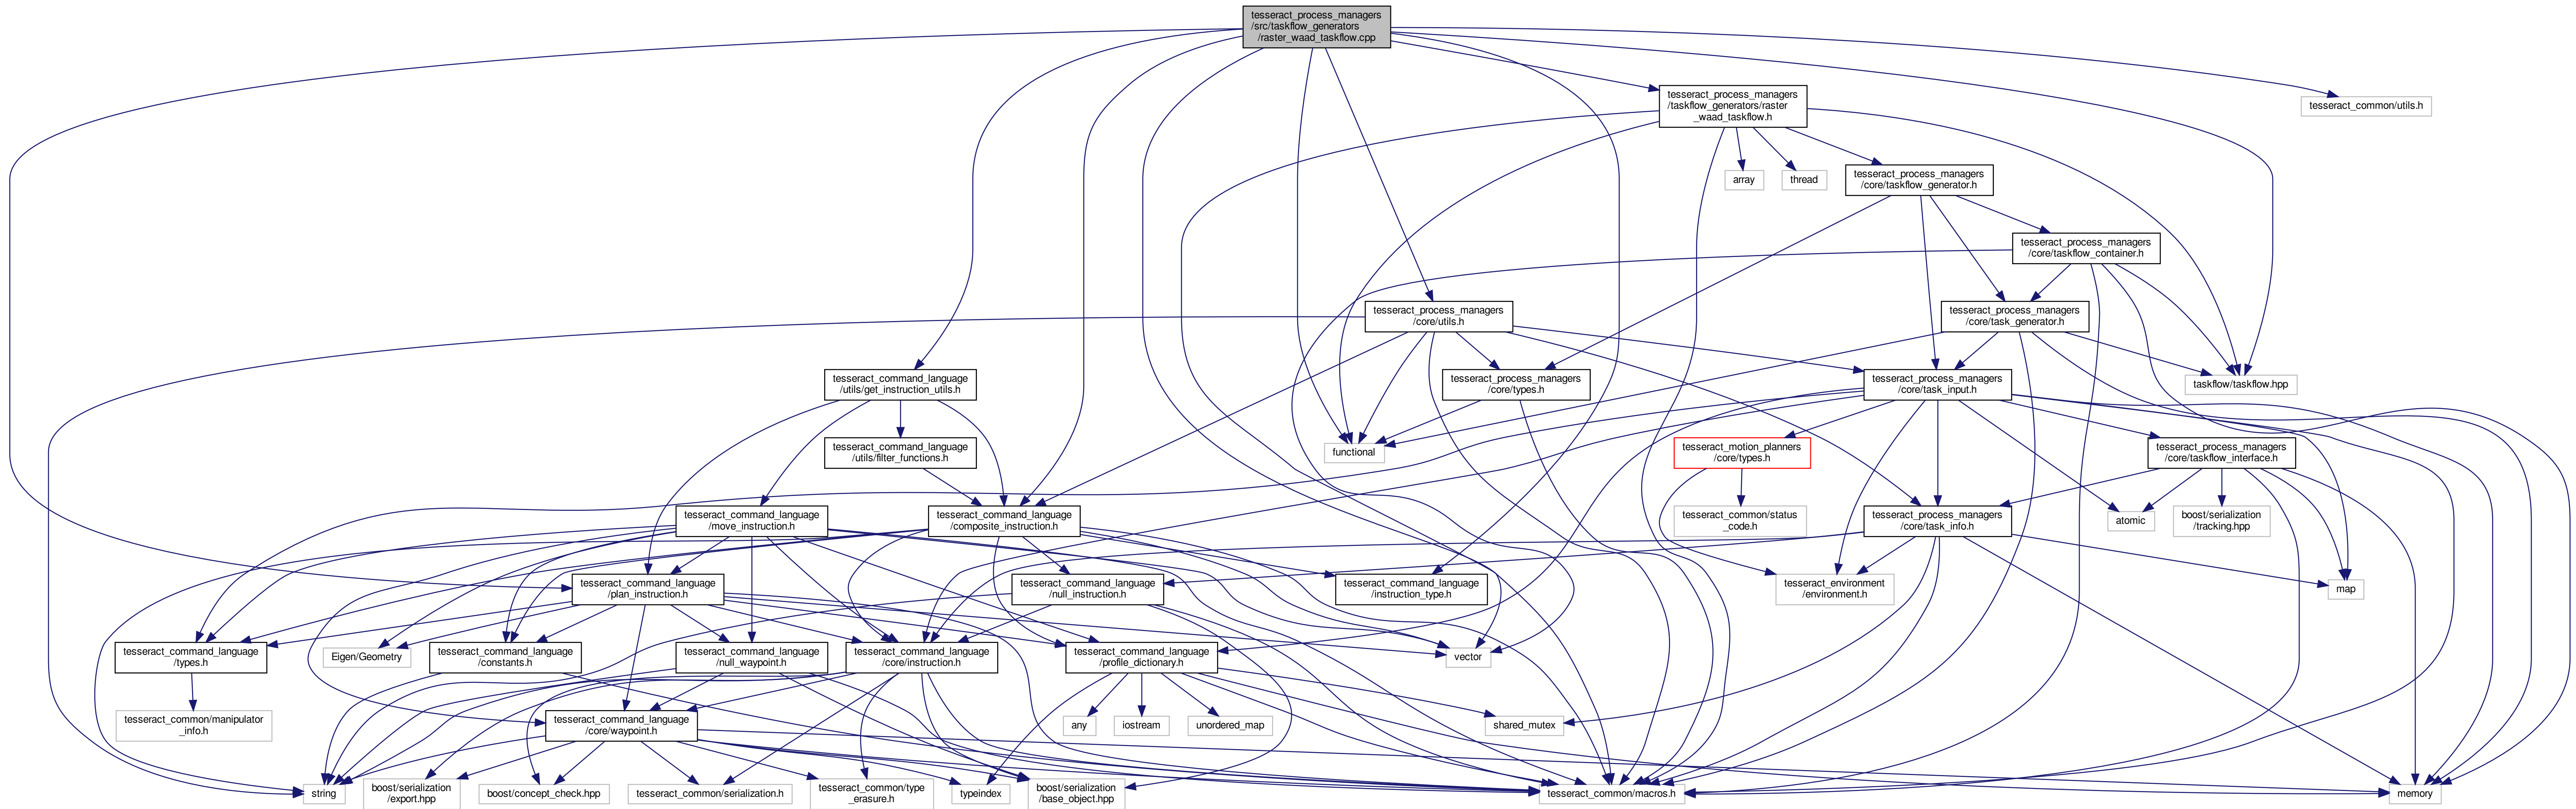 tesseract_process_managers
/src/taskflow_generators
/raster_waad_taskflow.cpp
tesseract_process_managers
/taskflow_generators/raster
_waad_taskflow.h
tesseract_common/utils.h
array
thread
tesseract_process_managers
/core/taskflow_generator.h
tesseract_process_managers
/core/taskflow_container.h
tesseract_process_managers
/core/utils.h
tesseract_process_managers
/core/task_generator.h
tesseract_command_language
/utils/get_instruction_utils.h
tesseract_process_managers
/core/types.h
tesseract_process_managers
/core/task_input.h
taskflow/taskflow.hpp
tesseract_command_language
/utils/filter_functions.h
functional
tesseract_motion_planners
/core/types.h
tesseract_process_managers
/core/taskflow_interface.h
tesseract_command_language
/move_instruction.h
tesseract_command_language
/composite_instruction.h
tesseract_common/status
_code.h
tesseract_process_managers
/core/task_info.h
atomic
boost/serialization
/tracking.hpp
tesseract_command_language
/plan_instruction.h
tesseract_command_language
/null_instruction.h
tesseract_command_language
/instruction_type.h
tesseract_environment
/environment.h
map
tesseract_command_language
/types.h
Eigen/Geometry
tesseract_command_language
/constants.h
tesseract_command_language
/null_waypoint.h
tesseract_command_language
/core/instruction.h
tesseract_command_language
/profile_dictionary.h
vector
tesseract_common/manipulator
_info.h
tesseract_command_language
/core/waypoint.h
any
iostream
unordered_map
shared_mutex
string
boost/serialization
/export.hpp
boost/concept_check.hpp
tesseract_common/serialization.h
tesseract_common/type
_erasure.h
typeindex
boost/serialization
/base_object.hpp
tesseract_common/macros.h
memory